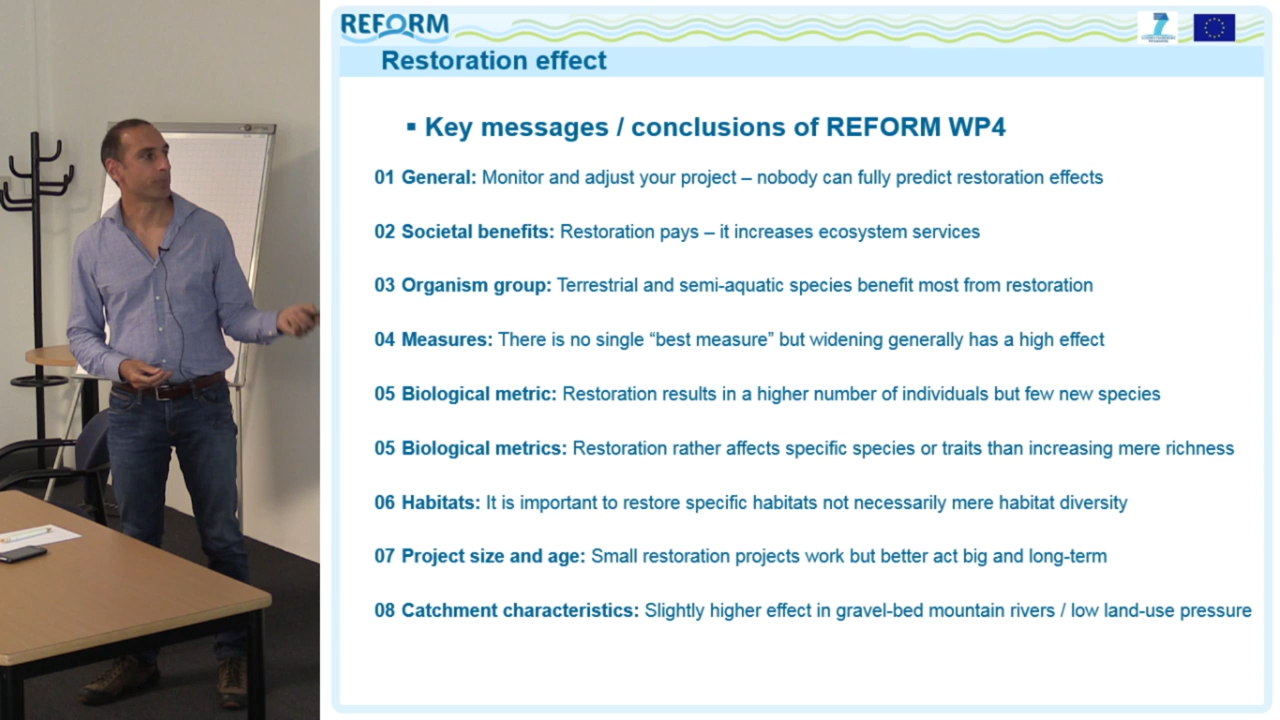 REFORM
7
Restoration effect
▪ Key messages / conclusions of REFORM WP4
01 General: Monitor and adjust your project – nobody can fully predict restoration effects
02 Societal benefits: Restoration pays – it increases ecosystem services
03 Organism group: Terrestrial and semi-aquatic species benefit most from restoration
04 Measures: There is no single “best measure” but widening generally has a high effect
05 Biological metric: Restoration results in a higher number of individuals but few new species
05 Biological metrics: Restoration rather affects specific species or traits than increasing mere richness
06 Habitats: It is important to restore specific habitats not necessarily mere habitat diversity
07 Project size and age: Small restoration projects work but better act big and long-term
08 Catchment characteristics: Slightly higher effect in gravel-bed mountain rivers / low land-use pressure